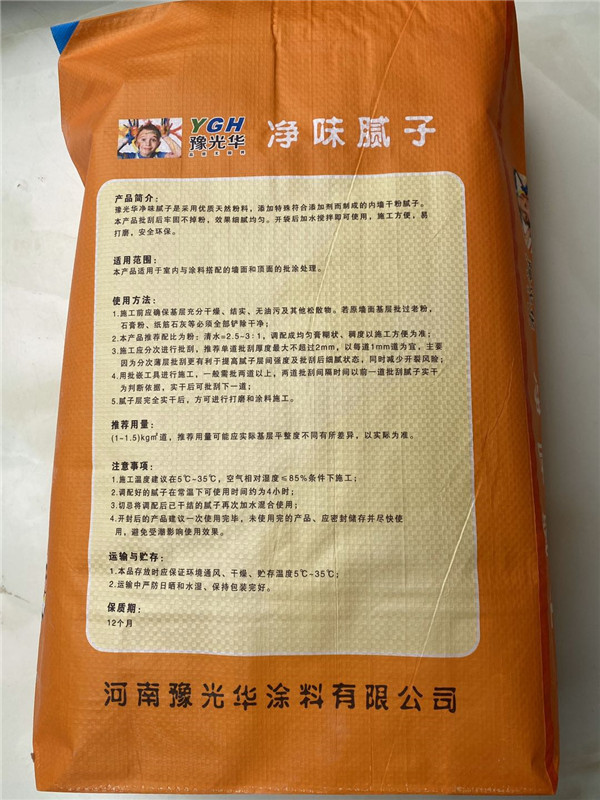 YGH
豫光华
净味腻子
产品简介：
豫光华净味腻子是采用优质天然粉料，添加特殊符合添加剂而制成的内墙干粉腻子。
本产品批刮后牢固不掉粉，效果细腻均匀。开袋后加水搅拌即可使用，施工方便，易
打磨，安全环保。
适用范围：
本产品适用于室内与涂料搭配的墙面和顶面的批涂处理。
使用方法：
1.施工前应确保基层充分干燥、结实、无油污及其他松散物。若原墙面基层批过老粉，
石膏粉、纸筋石灰等必须全部铲除干净；
2.本产品推荐配比为粉：清水=2.5~3：1，调配成均匀膏糊状、稠度以施工方便为准；
3.施工应分次进行批刮，推荐单道批刮厚度最大不超过2mm，以每道1mm道为宜，主要
因为分次薄层批刮更有利于提高腻子层间强度及批刮后细腻状态，同时减少开裂风险；
4.用批嵌工具进行施工，一般需批两道以上，两道批刮间隔时间以前一道批刮子实干
为判断依据，实干后可批刮下一道；
5.腻子层完全实干后，方可进行打磨和涂料施工。
推荐用量：
(1~1.5)kg㎡道，推荐用量可能应实际基层平整度不同有所差异，以实际为准。
注意事项：
1.施工温度建议在5℃~35℃，空气相对湿度≤85%条件下施工；
2.调配好的腻子在常温下可使用时间约为4小时；
3.切忌将调配后已干结的腻子再次加水混合使用；
4.开封后的产品建议一次使用完毕，未使用完的产品、应密封储存并尽快使
用，避免受潮影响使用效果。
运输与贮存：
1.本品存放时应保证环境通风、干燥、贮存温度5℃~35℃；
2.运输中严防日晒和水湿、保持包装完好。
保质期：
12个月
河南豫光华涂料有限公司